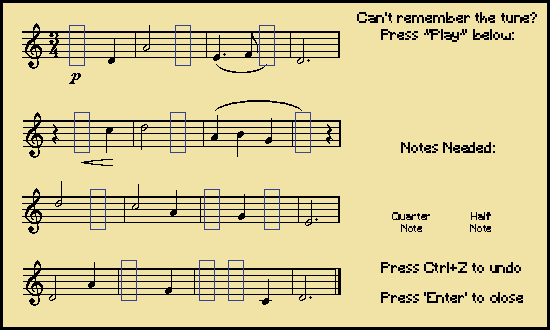 Can't remember the tune?
Press "Play" below:
3
4
p
Notes Needed:
Quarter Note
Half Note
Press Ctrl+Z to undo
Press 'Enter' to close